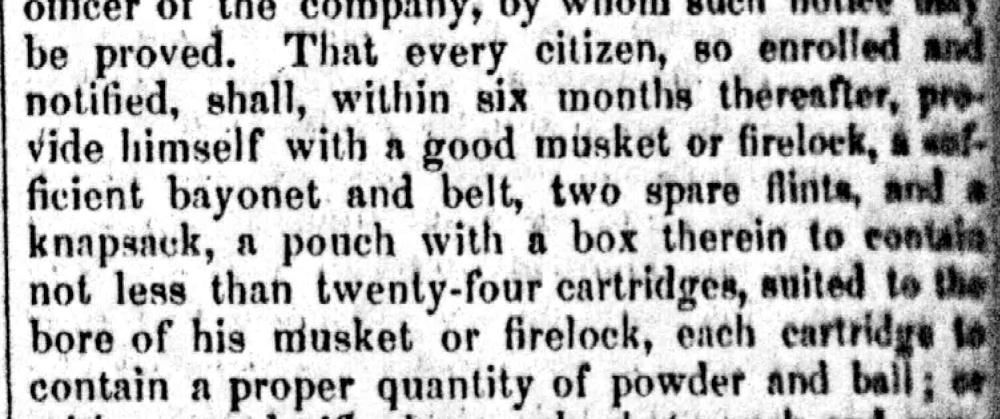 officer of the company, by whom such notice may
be proved. That every citizen, so enrolled and
notified, shall, within six months thereafter, pro-
vide himself with a good musket or firelock, a suf-
ficient bayonet and belt, two spare flints, and a
knapsack, a pouch with a box therein to contain
not less than twenty-four cartridges, suited to the
bore of his musket or firelock, each cartridge to
contain a proper quantity of powder and ball; or